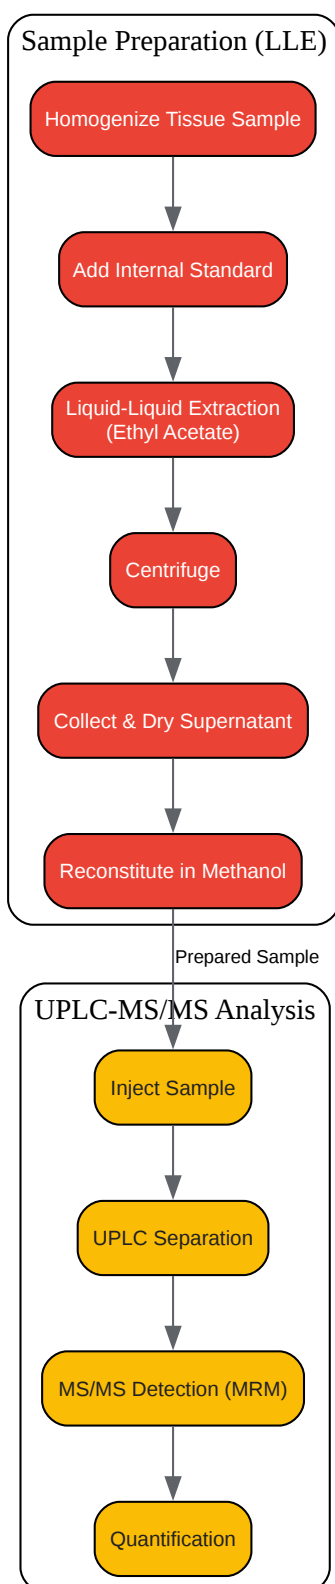 Sample Preparation (LLE)
Homogenize Tissue Sample
Add Internal Standard
Liquid-Liquid Extraction
(Ethyl Acetate)
Centrifuge
Collect & Dry Supernatant
Reconstitute in Methanol
Prepared Sample
UPLC-MS/MS Analysis
Inject Sample
UPLC Separation
MS/MS Detection (MRM)
Quantification